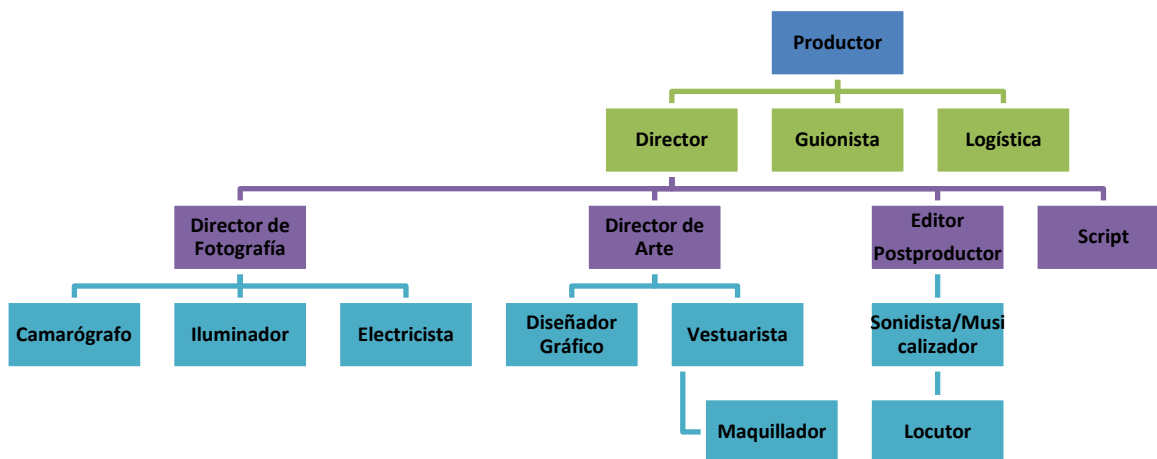 Productor
Director
Guionista
Logística
Director de
Fotografía
Director de
Arte
Editor
Postproductor
Script
Camarógrafo
Iluminador
Electricista
Diseñador
Gráfico
Vestuarista
Sonidista/Musi
calizador
Maquillador
Locutor